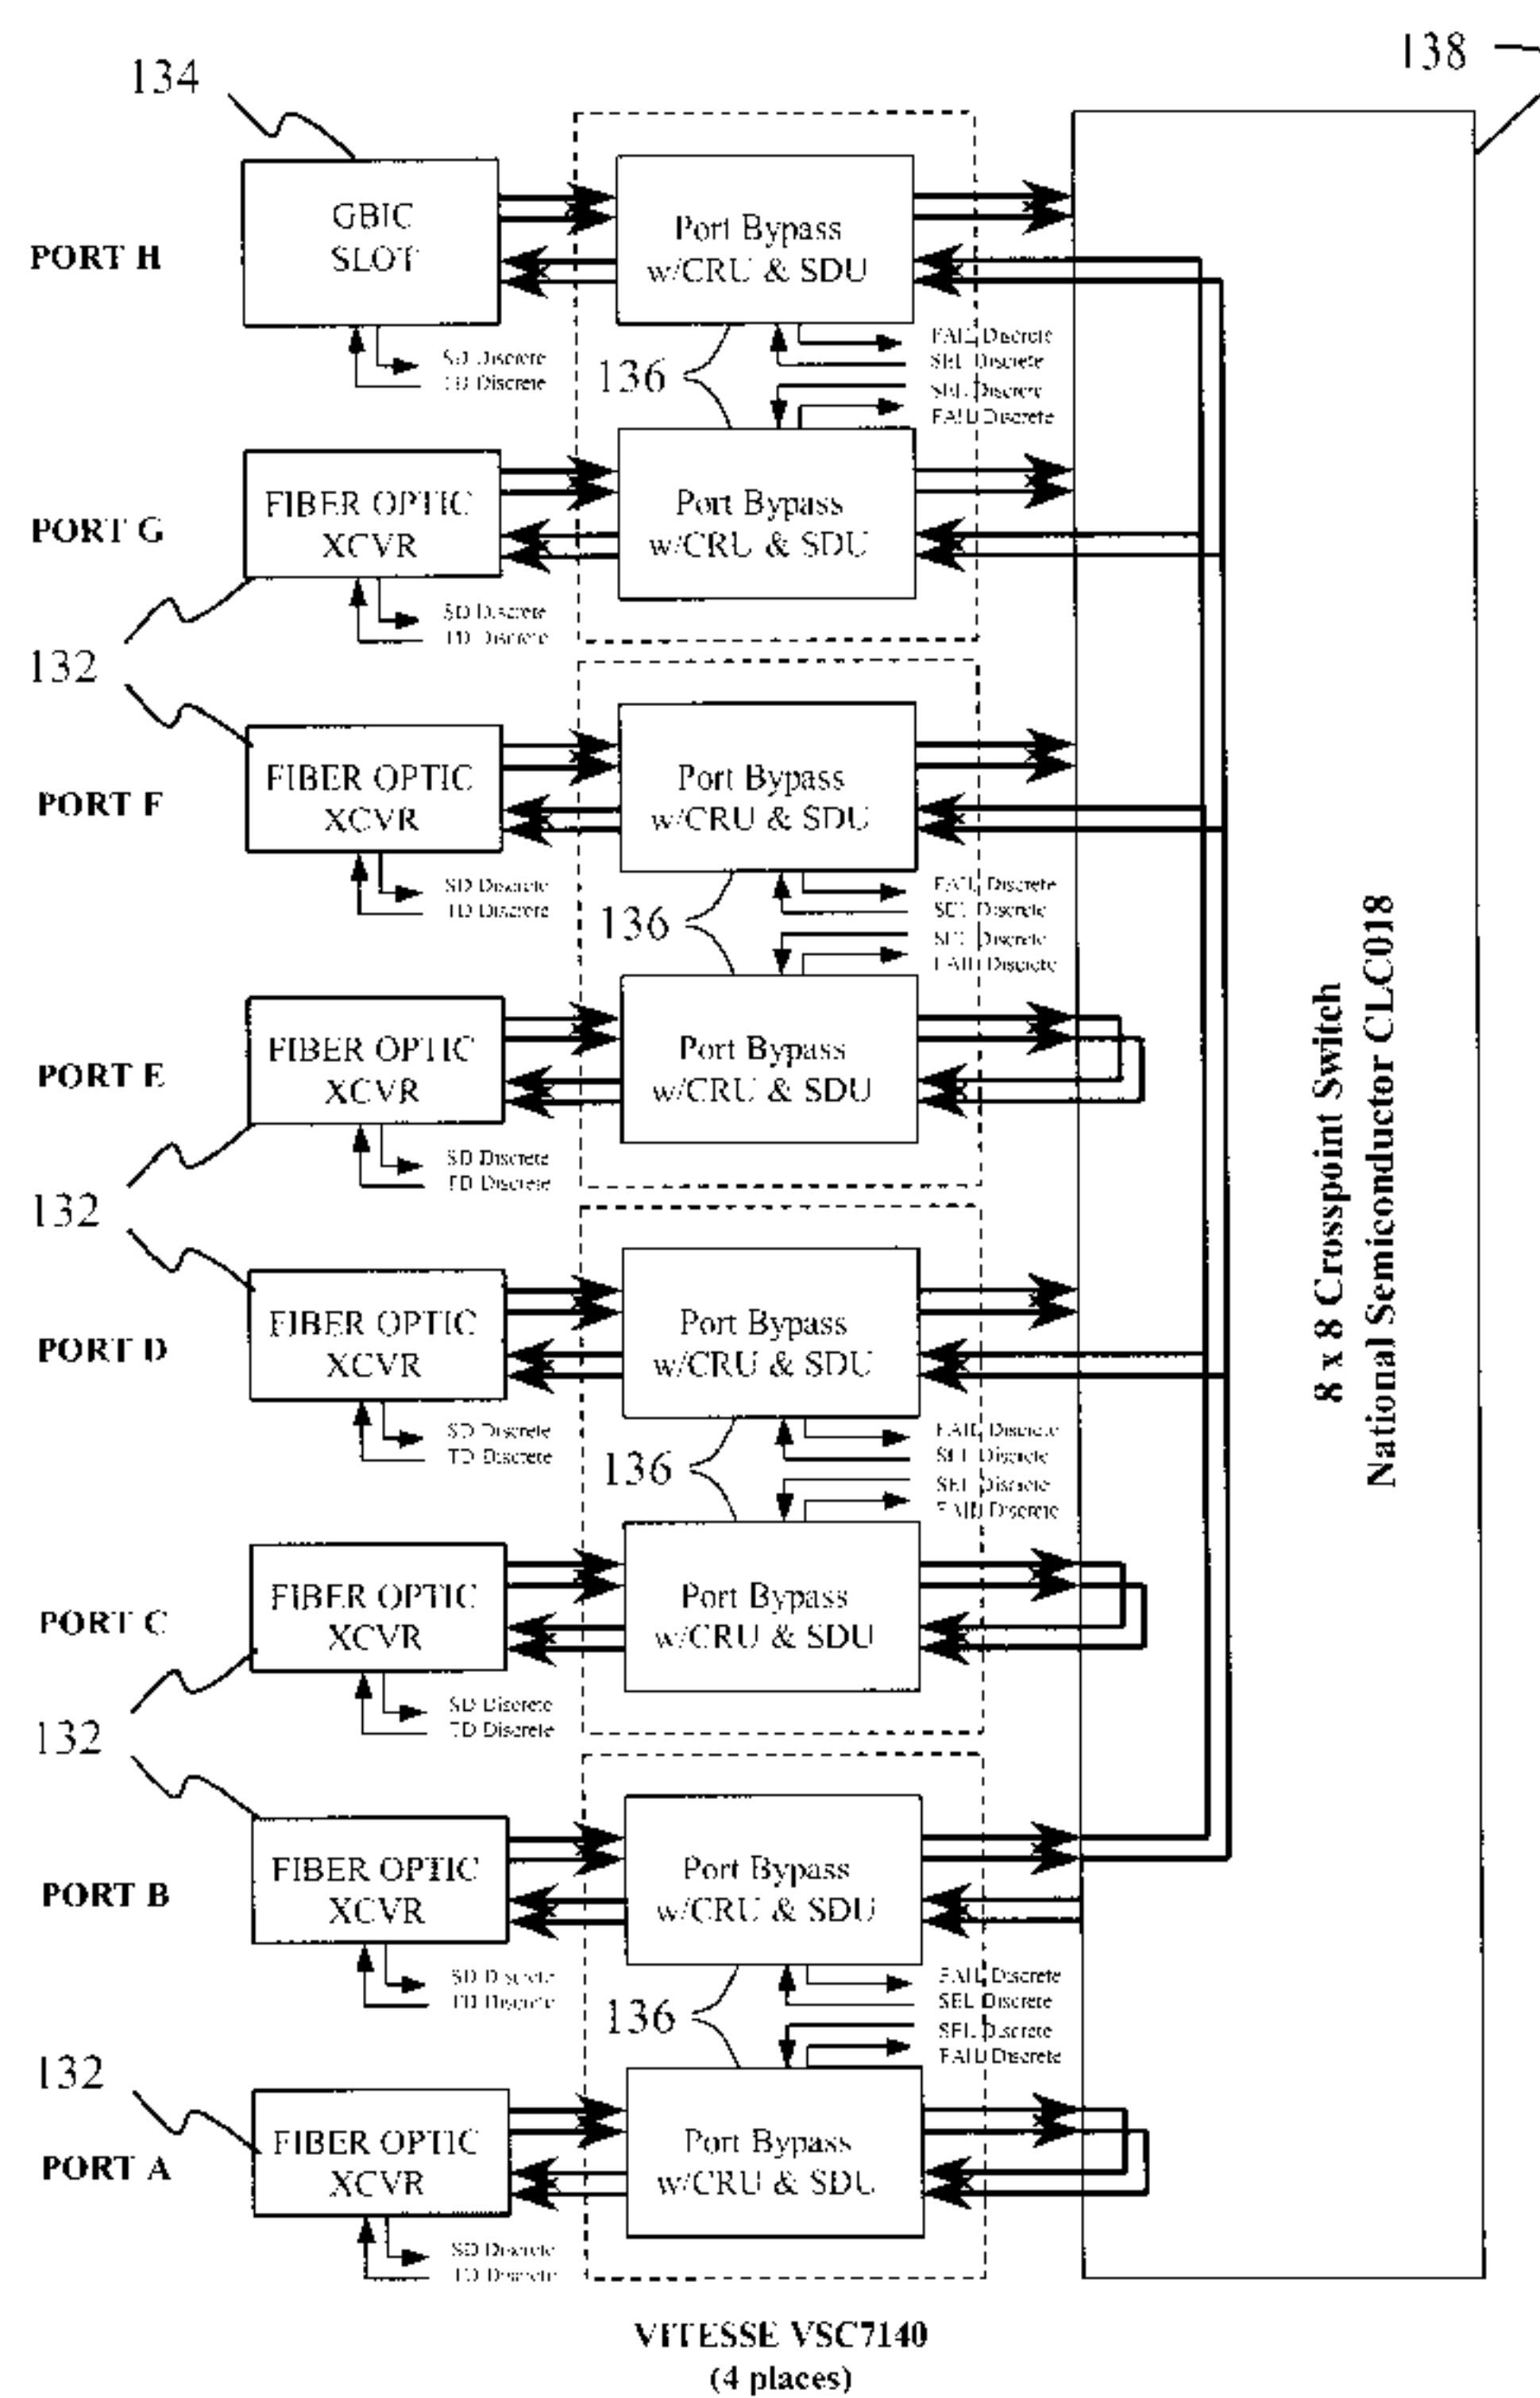 138
134
GBIC
SLOT
PORT H
Port Bypass
w/CRU & SDU
SD Discrete
TD Discrete
FAIL Discrete
SEL Discrete
SEL Discrete
FAIL Discrete
136
FIBER OPTIC
XCVR
PORT G
Port Bypass
w/CRU & SDU
SD Discrete
TD Discrete
132
FIBER OPTIC
XCVR
PORT F
Port Bypass
w/CRU & SDU
SD Discrete
TD Discrete
FAIL Discrete
SEL Discrete
SEL Discrete
FAIL Discrete
136
FIBER OPTIC
XCVR
PORT E
Port Bypass
w/CRU & SDU
SD Discrete
TD Discrete
132
FIBER OPTIC
XCVR
PORT D
Port Bypass
w/CRU & SDU
SD Discrete
TD Discrete
FAIL Discrete
SEL Discrete
SEL Discrete
FAIL Discrete
136
FIBER OPTIC
XCVR
PORT C
Port Bypass
w/CRU & SDU
SD Discrete
TD Discrete
132
FIBER OPTIC
XCVR
PORT B
Port Bypass
w/CRU & SDU
SD Discrete
TD Discrete
FAIL Discrete
SEL Discrete
SEL Discrete
FAIL Discrete
136
132
FIBER OPTIC
XCVR
PORT A
Port Bypass
w/CRU & SDU
SD Discrete
TD Discrete
8 x 8 Crosspoint Switch
National Semiconductor CLC018
VITESSE VSC7140
(4 places)